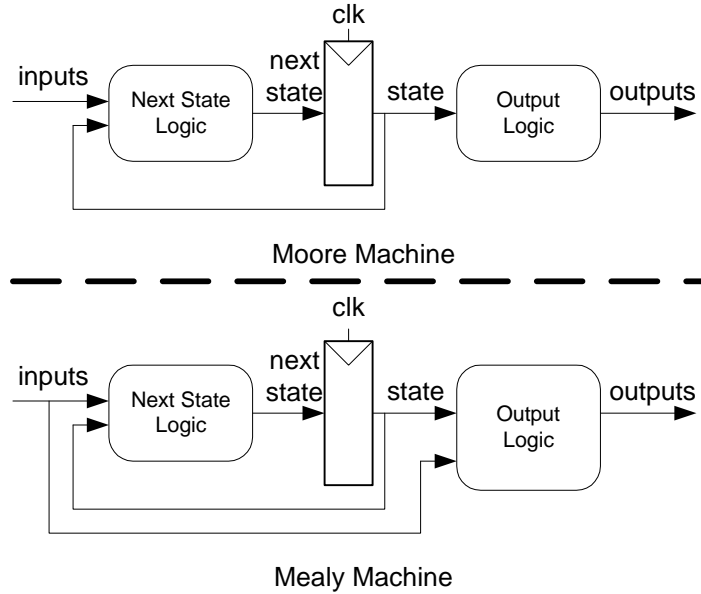 clk
inputs
Next State
Logic
next
state
state
Output
Logic
outputs
Moore Machine
clk
inputs
Next State
Logic
next
state
state
Output
Logic
outputs
Mealy Machine